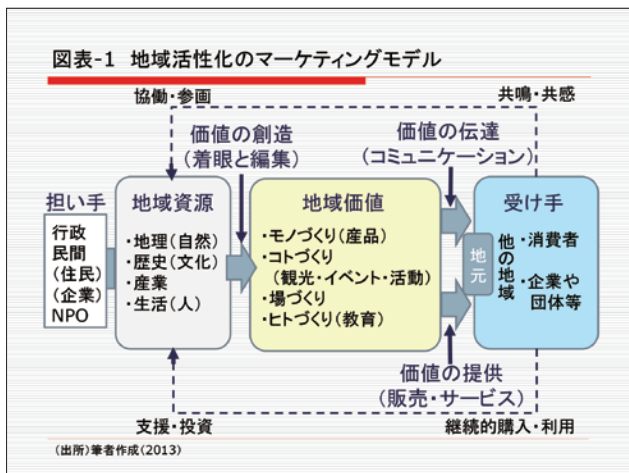 図表-1 地域活性化のマーケティングモデル
協働・参画
共鳴・共感
価値の創造
(着眼と編集)
価値の伝達
(コミュニケーション)
担い手
行政
民間
(住民)
(企業)
NPO
地域資源
・地理(自然)
・歴史(文化)
・産業
・生活(人)
地域価値
・モノづくり(産品)
・コトづくり
(観光・イベント・活動)
・場づくり
・ヒトづくり(教育)
受け手
地元
他の地域
・消費者
・企業や
団体等
価値の提供
(販売・サービス)
支援・投資
継続的購入・利用
(出所)筆者作成(2013)